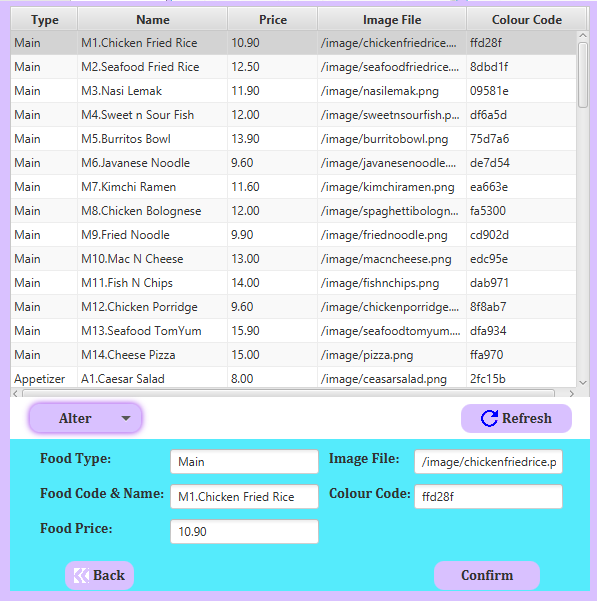 Type Name Price Image File Colour Code
Main M1.Chicken Fried Rice 10.90 /image/chickenfriedrice.... ffd28f
Main M2.Seafood Fried Rice 12.50 /image/seafoodfriedrice.... 8dbd1f
Main M3.Nasi Lemak 11.90 /image/nasilemak.png 09581e
Main M4.Sweet n Sour Fish 12.00 /image/sweetnsourfish.p... df6a5d
Main M5.Burritos Bowl 13.90 /image/burritobowl.png 75d7a6
Main M6.Javanese Noodle 9.60 /image/javanesenoodle.... de7d54
Main M7.Kimchi Ramen 11.60 /image/kimchiramen.png ea663e
Main M8.Chicken Bolognese 12.00 /image/spaghettibologn... fa5300
Main M9.Fried Noodle 9.90 /image/friednoodle.png cd902d
Main M10.Mac N Cheese 13.00 /image/macncheese.png edc95e
Main M11.Fish N Chips 14.00 /image/fishnchips.png dab971
Main M12.Chicken Porridge 9.60 /image/chickenporridge.... 8f8ab7
Main M13.Seafood TomYum 15.90 /image/seafoodtomyum.... dfa934
Main M14.Cheese Pizza 15.00 /image/pizza.png ffa970
Appetizer A1.Caesar Salad 8.00 /image/ceasarsalad.png 2fc15b
Alter Refresh
Food Type: Main Image File: /image/chickenfriedrice.p
Food Code & Name: M1.Chicken Fried Rice Colour Code: ffd28f
Food Price: 10.90
Back Confirm